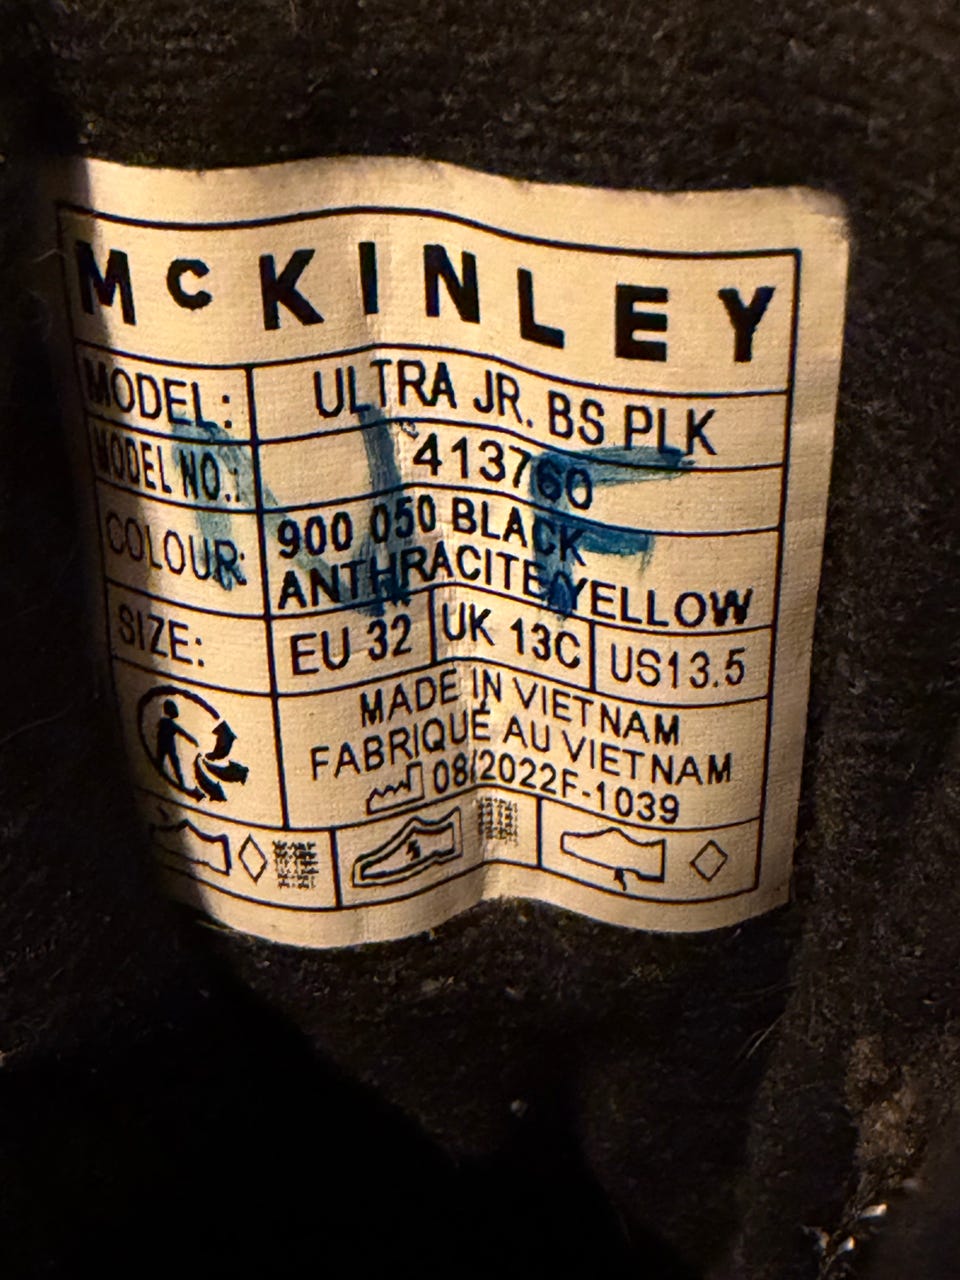 McKINLEY
MODEL: ULTRA JR. BS PLK
MODEL NO.: 413760
COLOUR: 900 050 BLACK
ANTHRACITE/YELLOW
SIZE: EU 32 UK 13C US13.5
MADE IN VIETNAM
FABRIQUÉ AU VIETNAM
08/2022F-1039